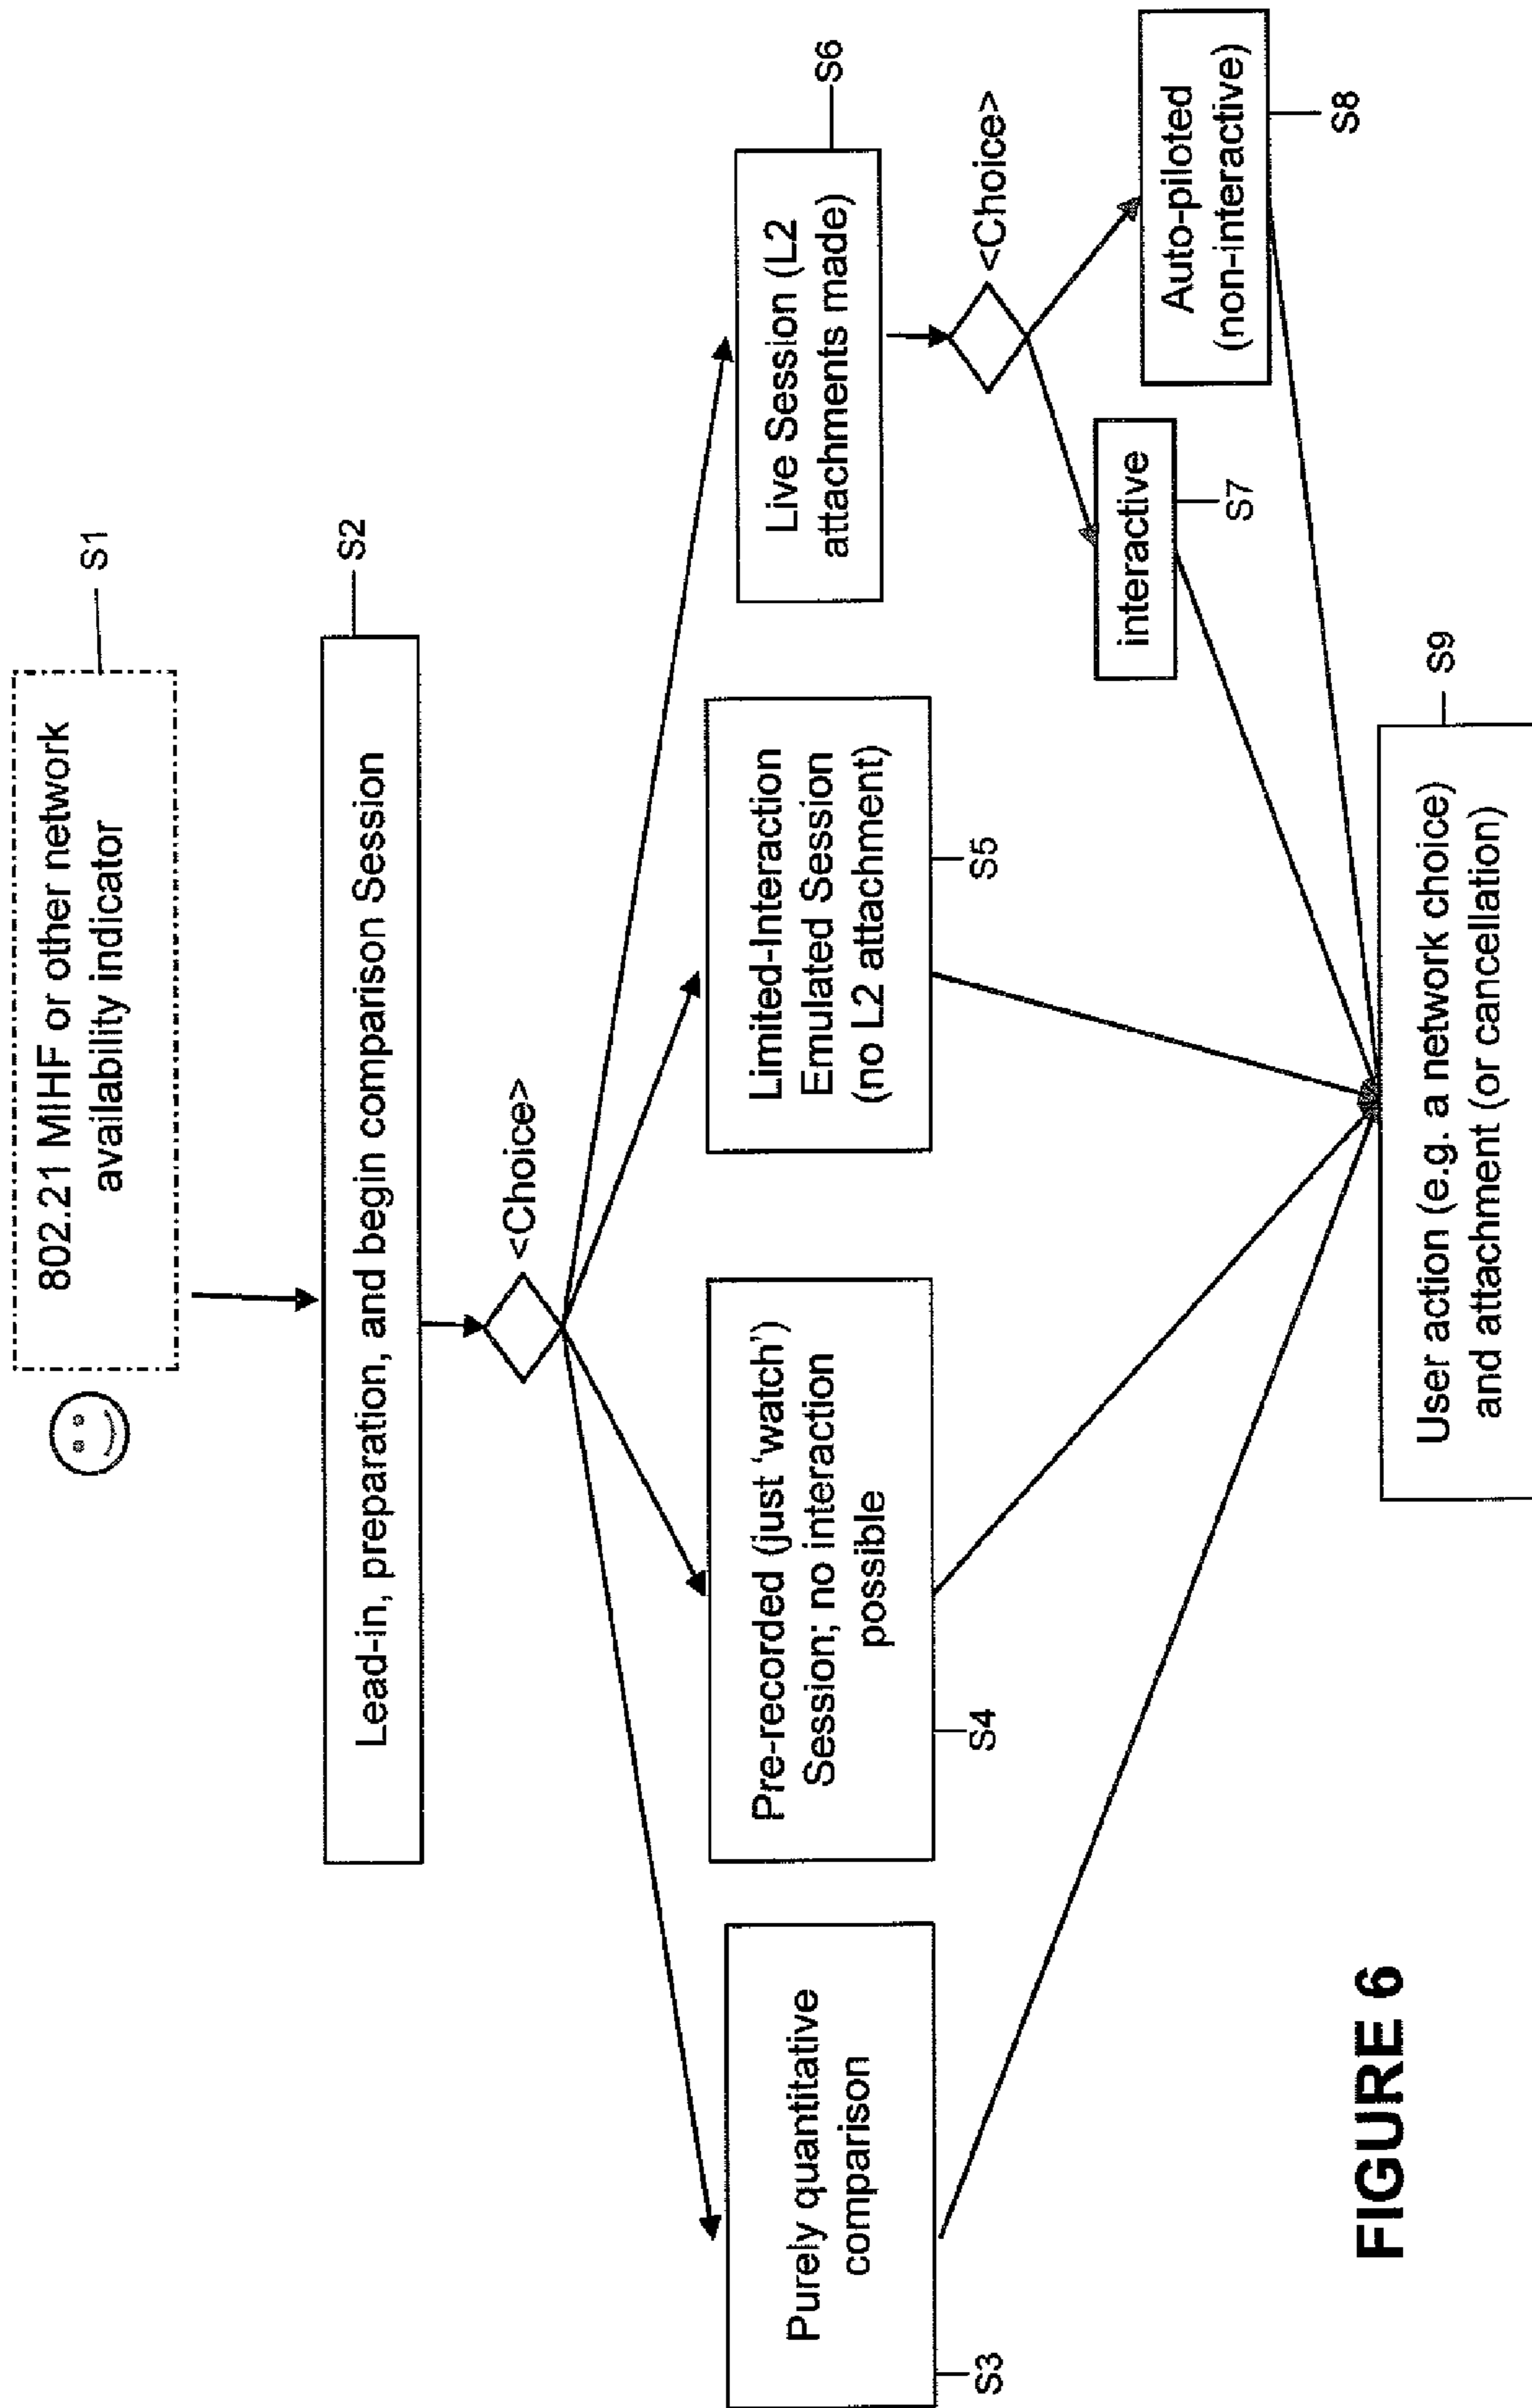 802.21 MIHF or other network
availability indicator
S1
Lead-in, preparation, and begin comparison Session
S2
<Choice>
Purely quantitative
comparison
S3
Pre-recorded (just 'watch')
Session; no interaction
possible
S4
Limited-Interaction
Emulated Session
(no L2 attachment)
S5
Live Session (L2
attachments made)
S6
<Choice>
interactive
S7
Auto-piloted
(non-interactive)
S8
User action (e.g. a network choice)
and attachment (or cancellation
S9
FIGURE 6